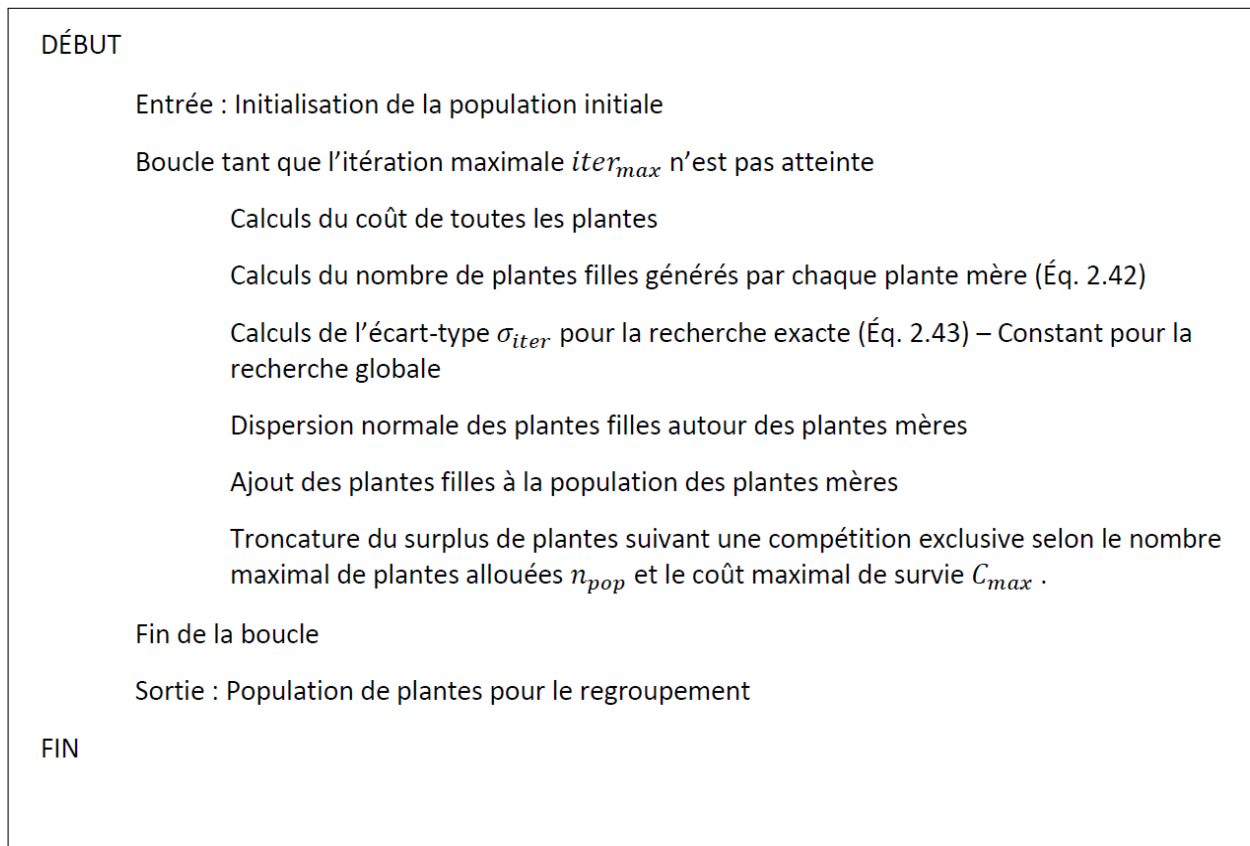 DÉBUT
Entrée : Initialisation de la population initiale
Boucle tant que l’itération maximale iter_max n’est pas atteinte
Calculs du coût de toutes les plantes
Calculs du nombre de plantes filles générés par chaque plante mère (Éq. 2.42)
Calculs de l’écart-type σ_iter pour la recherche exacte (Éq. 2.43) – Constant pour la
recherche globale
Dispersion normale des plantes filles autour des plantes mères
Ajout des plantes filles à la population des plantes mères
Troncature du surplus de plantes suivant une compétition exclusive selon le nombre
maximal de plantes allouées n_pop et le coût maximal de survie C_max .
Fin de la boucle
Sortie : Population de plantes pour le regroupement
FIN